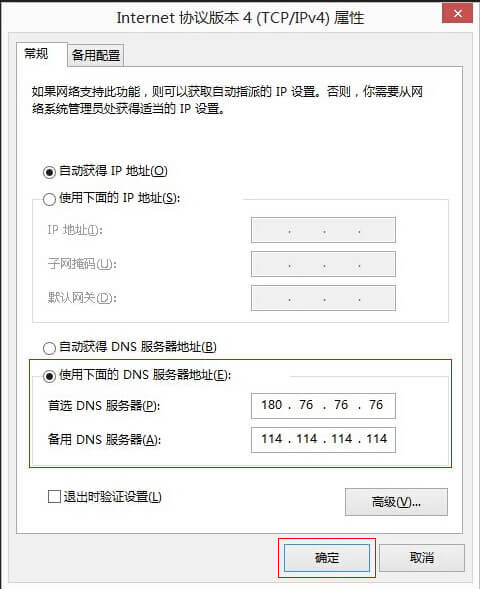 Internet 协议版本 4 (TCP/IPv4) 属性
常规
备用配置
如果网络支持此功能，则可以获取自动指派的 IP 设置。否则，你需要从网
络系统管理员处获得适当的 IP 设置。
自动获得 IP 地址(O)
使用下面的 IP 地址(S):
IP 地址(I):
. . .
子网掩码(U):
. . .
默认网关(D):
. . .
自动获得 DNS 服务器地址(B)
使用下面的 DNS 服务器地址(E):
首选 DNS 服务器(P):
180 . 76 . 76 . 76
备用 DNS 服务器(A):
114 . 114 . 114 . 114
退出时验证设置(L)
高级(V)...
确定
取消